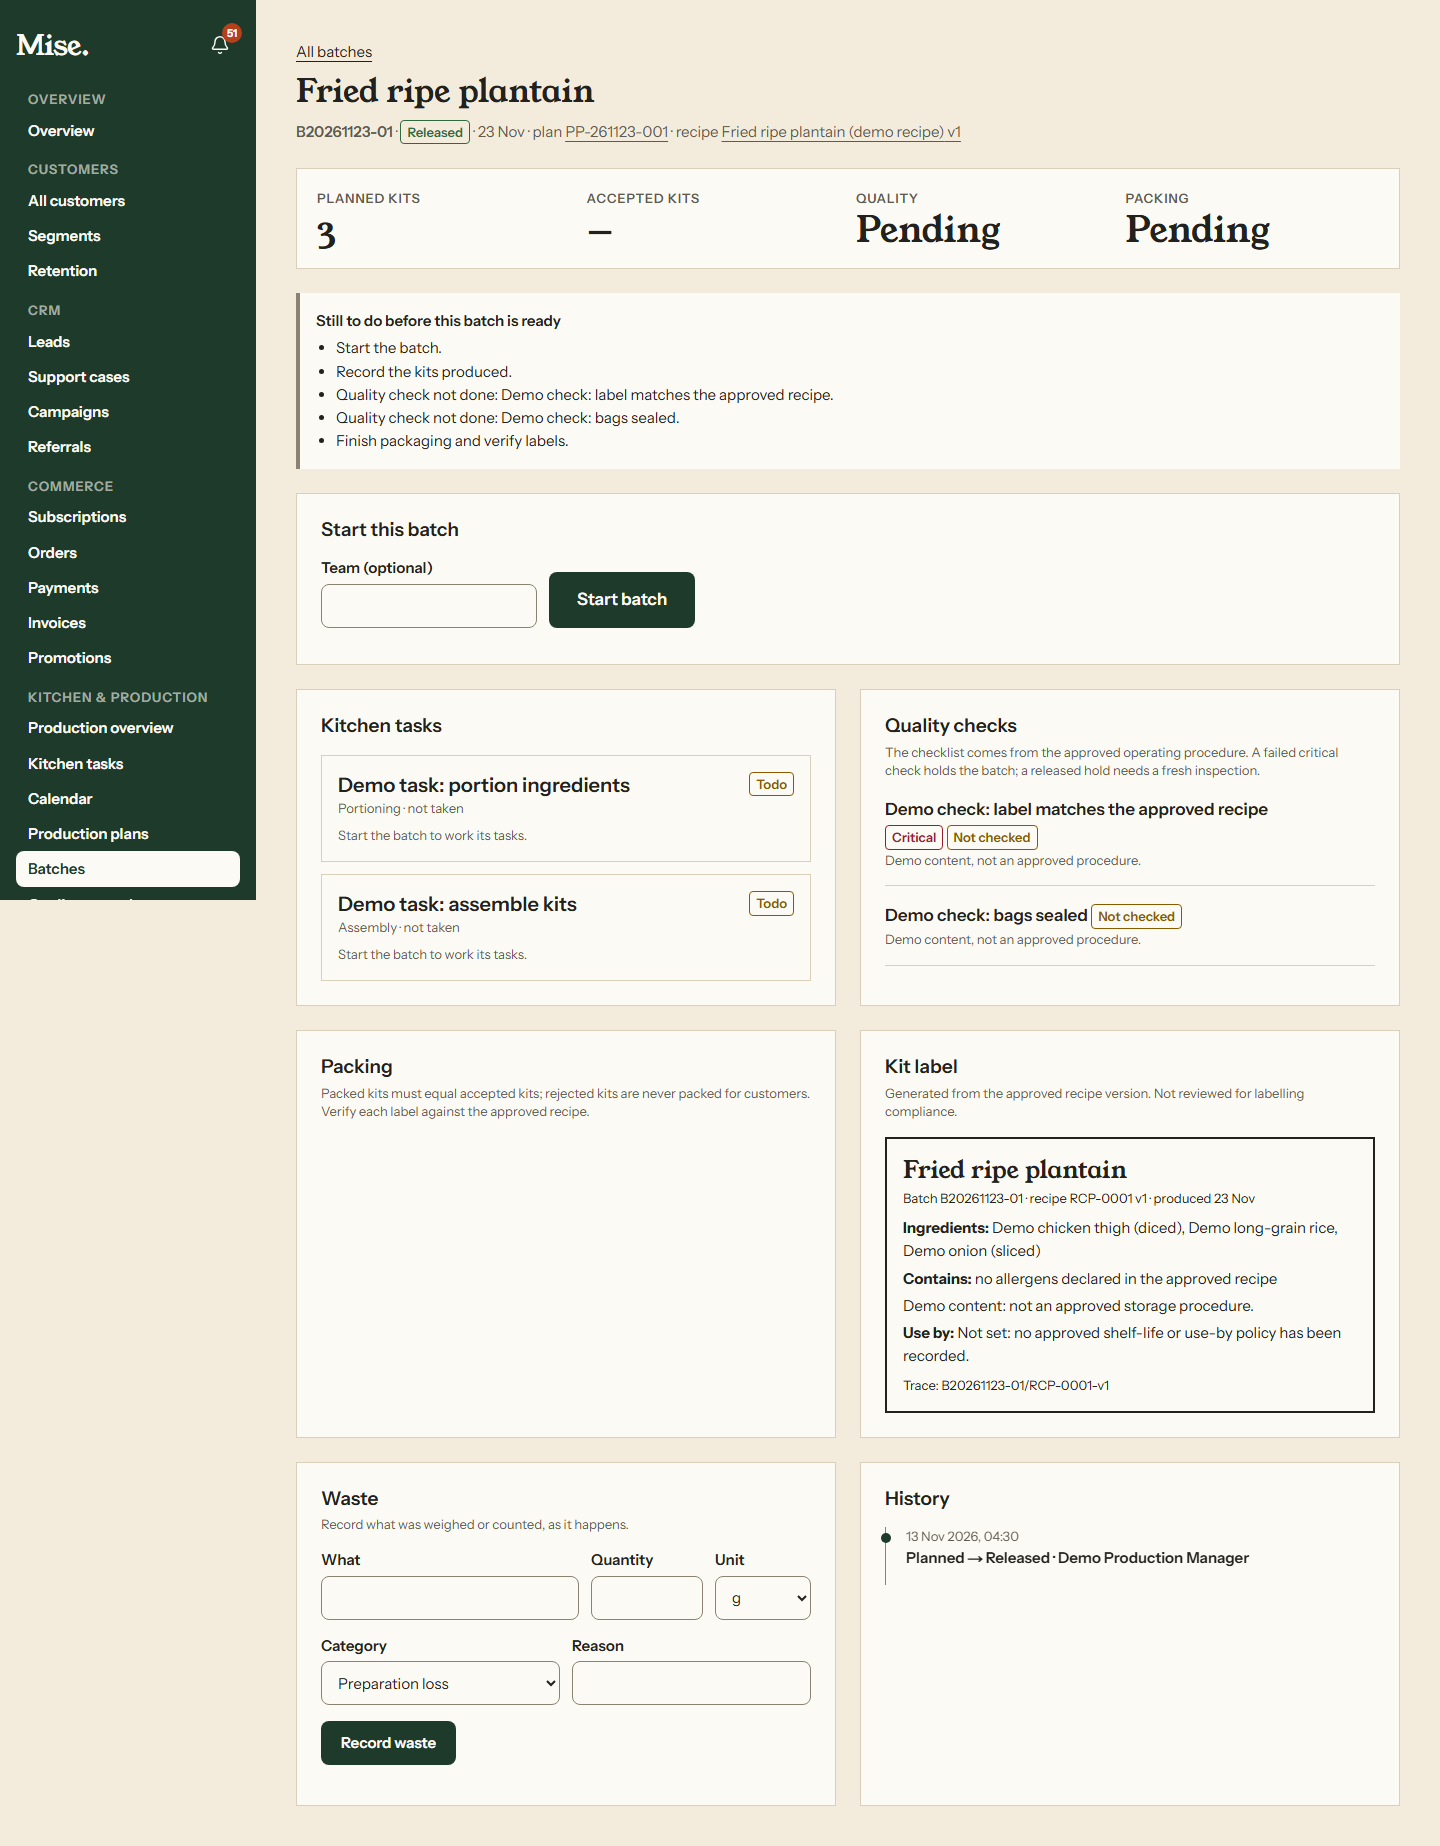 Mise.
51
OVERVIEW
Overview
CUSTOMERS
All customers
Segments
Retention
CRM
Leads
Support cases
Campaigns
Referrals
COMMERCE
Subscriptions
Orders
Payments
Invoices
Promotions
KITCHEN & PRODUCTION
Production overview
Kitchen tasks
Calendar
Production plans
Batches
All batches
Fried ripe plantain
B20261123-01 · Released · 23 Nov · plan PP-261123-001 · recipe Fried ripe plantain (demo recipe) v1
PLANNED KITS
3
ACCEPTED KITS
–
QUALITY
Pending
PACKING
Pending
Still to do before this batch is ready
• Start the batch.
• Record the kits produced.
• Quality check not done: Demo check: label matches the approved recipe.
• Quality check not done: Demo check: bags sealed.
• Finish packaging and verify labels.
Start this batch
Team (optional)
Start batch
Kitchen tasks
Demo task: portion ingredients
Todo
Portioning · not taken
Start the batch to work its tasks.
Demo task: assemble kits
Todo
Assembly · not taken
Start the batch to work its tasks.
Quality checks
The checklist comes from the approved operating procedure. A failed critical
check holds the batch; a released hold needs a fresh inspection.
Demo check: label matches the approved recipe
Critical Not checked
Demo content, not an approved procedure.
Demo check: bags sealed Not checked
Demo content, not an approved procedure.
Packing
Packed kits must equal accepted kits; rejected kits are never packed for customers.
Verify each label against the approved recipe.
Kit label
Generated from the approved recipe version. Not reviewed for labelling
compliance.
Fried ripe plantain
Batch B20261123-01 · recipe RCP-0001 v1 · produced 23 Nov
Ingredients: Demo chicken thigh (diced), Demo long-grain rice,
Demo onion (sliced)
Contains: no allergens declared in the approved recipe
Demo content: not an approved storage procedure.
Use by: Not set: no approved shelf-life or use-by policy has been
recorded.
Trace: B20261123-01/RCP-0001-v1
Waste
Record what was weighed or counted, as it happens.
What
Quantity
Unit
g
Category
Reason
Preparation loss
Record waste
History
13 Nov 2026, 04:30
Planned → Released · Demo Production Manager